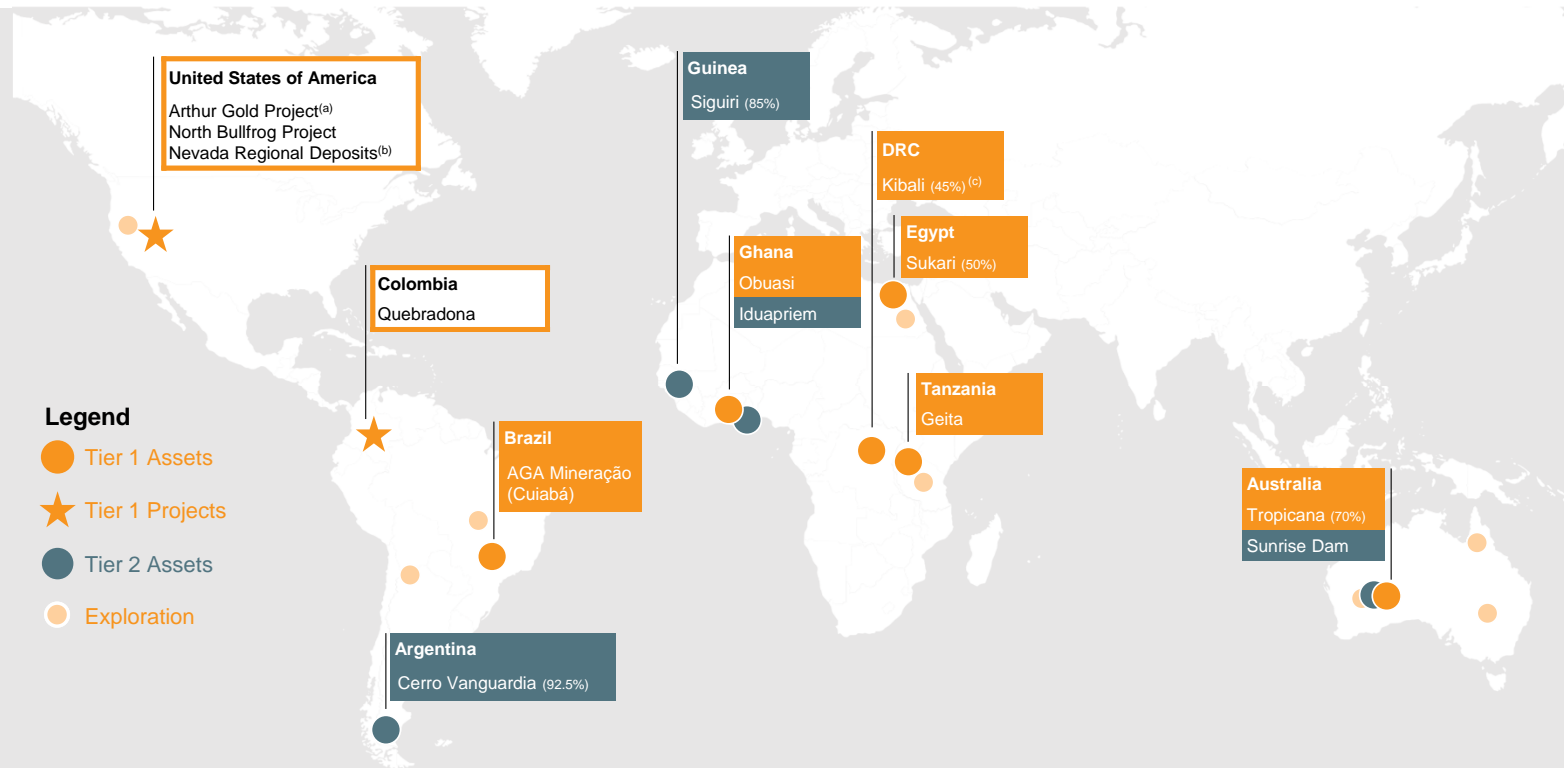 United States of America
Arthur Gold Project(a)
North Bullfrog Project
Nevada Regional Deposits(b)
Colombia
Quebradona
Legend
Tier 1 Assets
Tier 1 Projects
Tier 2 Assets
Exploration
Brazil
AGA Mineração
(Cuiabá)
Argentina
Cerro Vanguardia (92.5%)
Guinea
Siguiri (85%)
Ghana
Obuasi
Iduapriem
DRC
Kibali (45%) (c)
Egypt
Sukari (50%)
Tanzania
Geita
Australia
Tropicana (70%)
Sunrise Dam